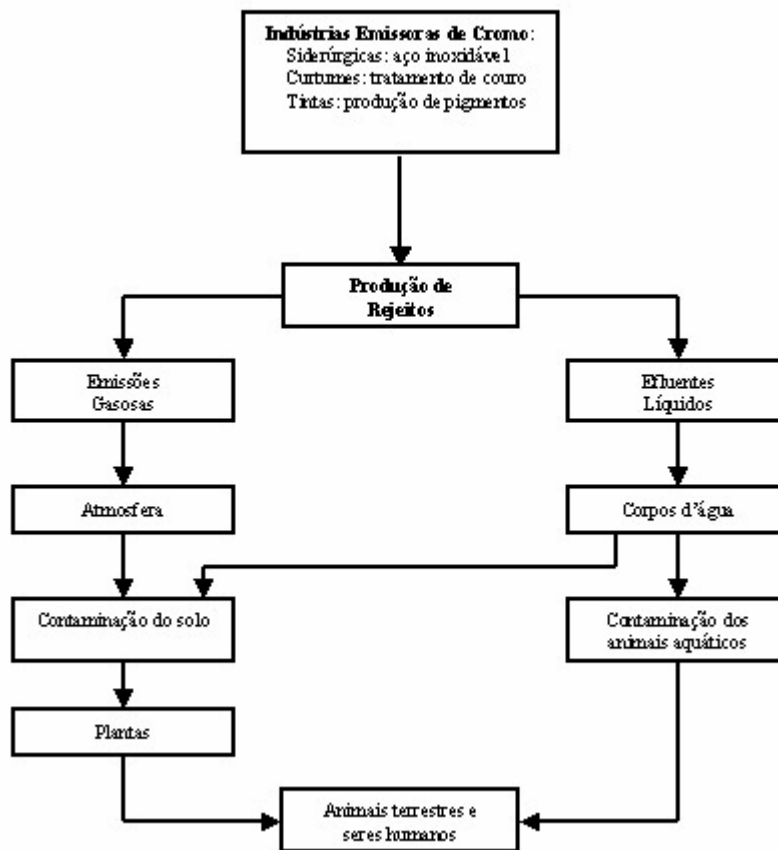 Indústrias Emissoras de Cromo:
Siderúrgicas: aço inoxidável
Curtumes: tratamento de couro
Tintas: produção de pigmentos
Produção de
Rejeitos
Emissões
Gasosas
Efluentes
Líquidos
Atmosfera
Corpos d'água
Contaminação do solo
Contaminação dos
animais aquáticos
Plantas
Animais terrestres e
seres humanos